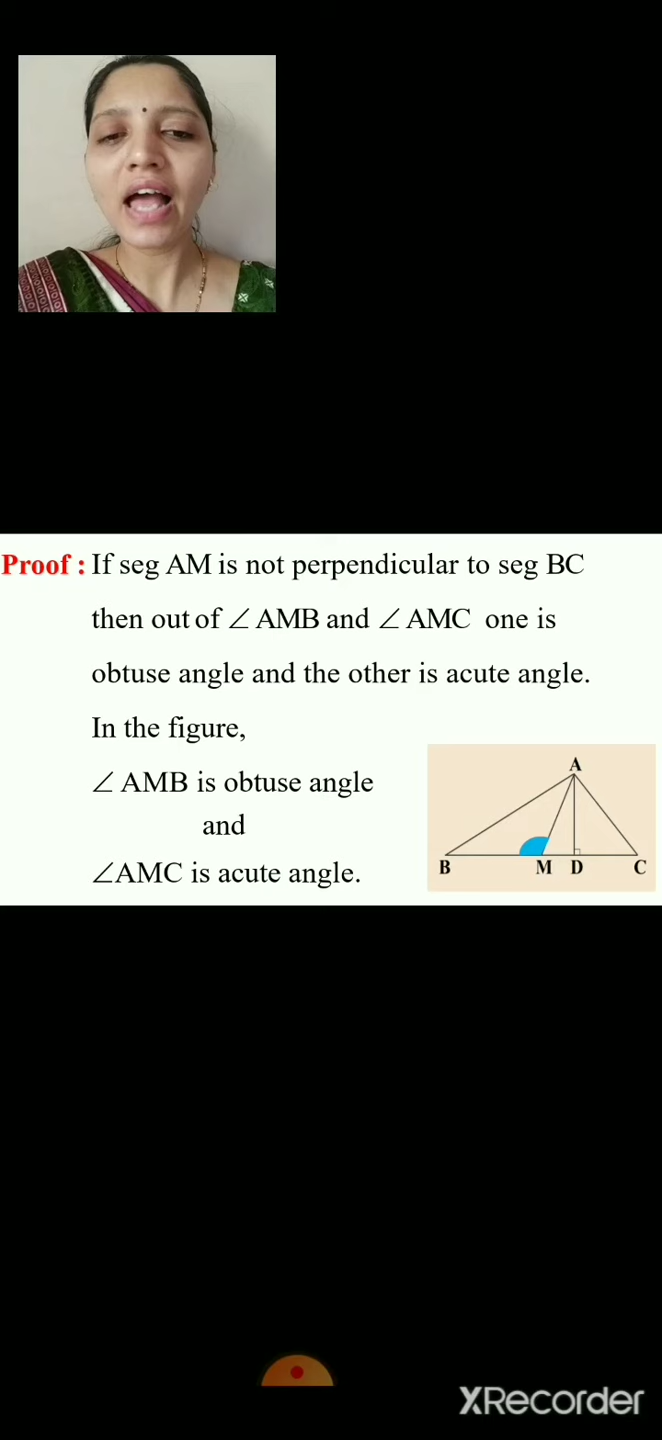 Proof : If seg AM is not perpendicular to seg BC
then out of ∠ AMB and ∠ AMC one is
obtuse angle and the other is acute angle.
In the figure,
∠ AMB is obtuse angle
and
∠AMC is acute angle.
A
B M D C
XRecorder